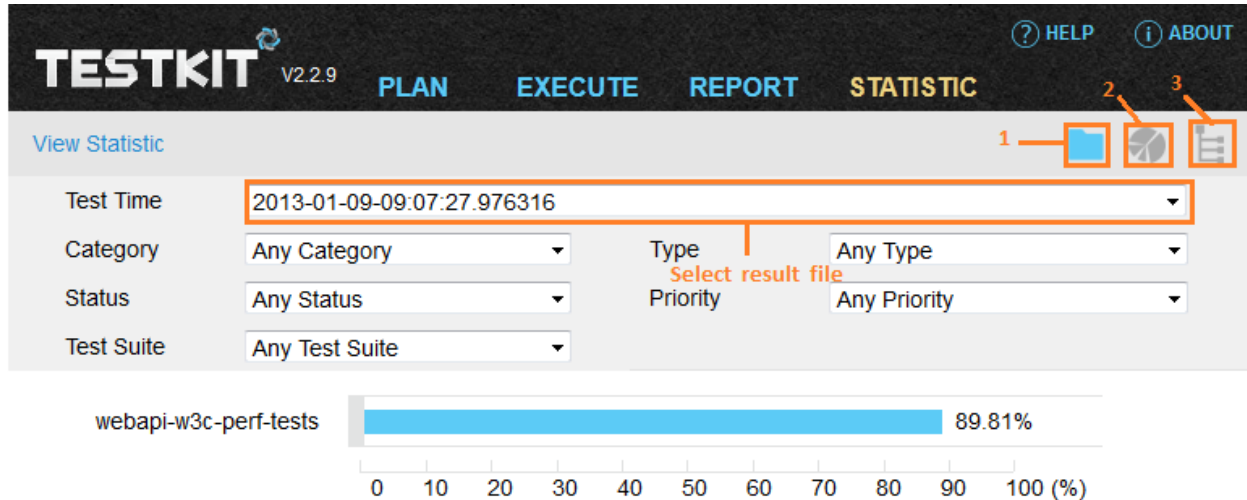 HELP ABOUT
TESTKIT V2.2.9 PLAN EXECUTE REPORT STATISTIC 2 3
View Statistic 1
Test Time 2013-01-09-09:07:27.976316
Category Any Category Type Any Type
Select result file
Status Any Status Priority Any Priority
Test Suite Any Test Suite
webapi-w3c-perf-tests 89.81%
0 10 20 30 40 50 60 70 80 90 100 (%)